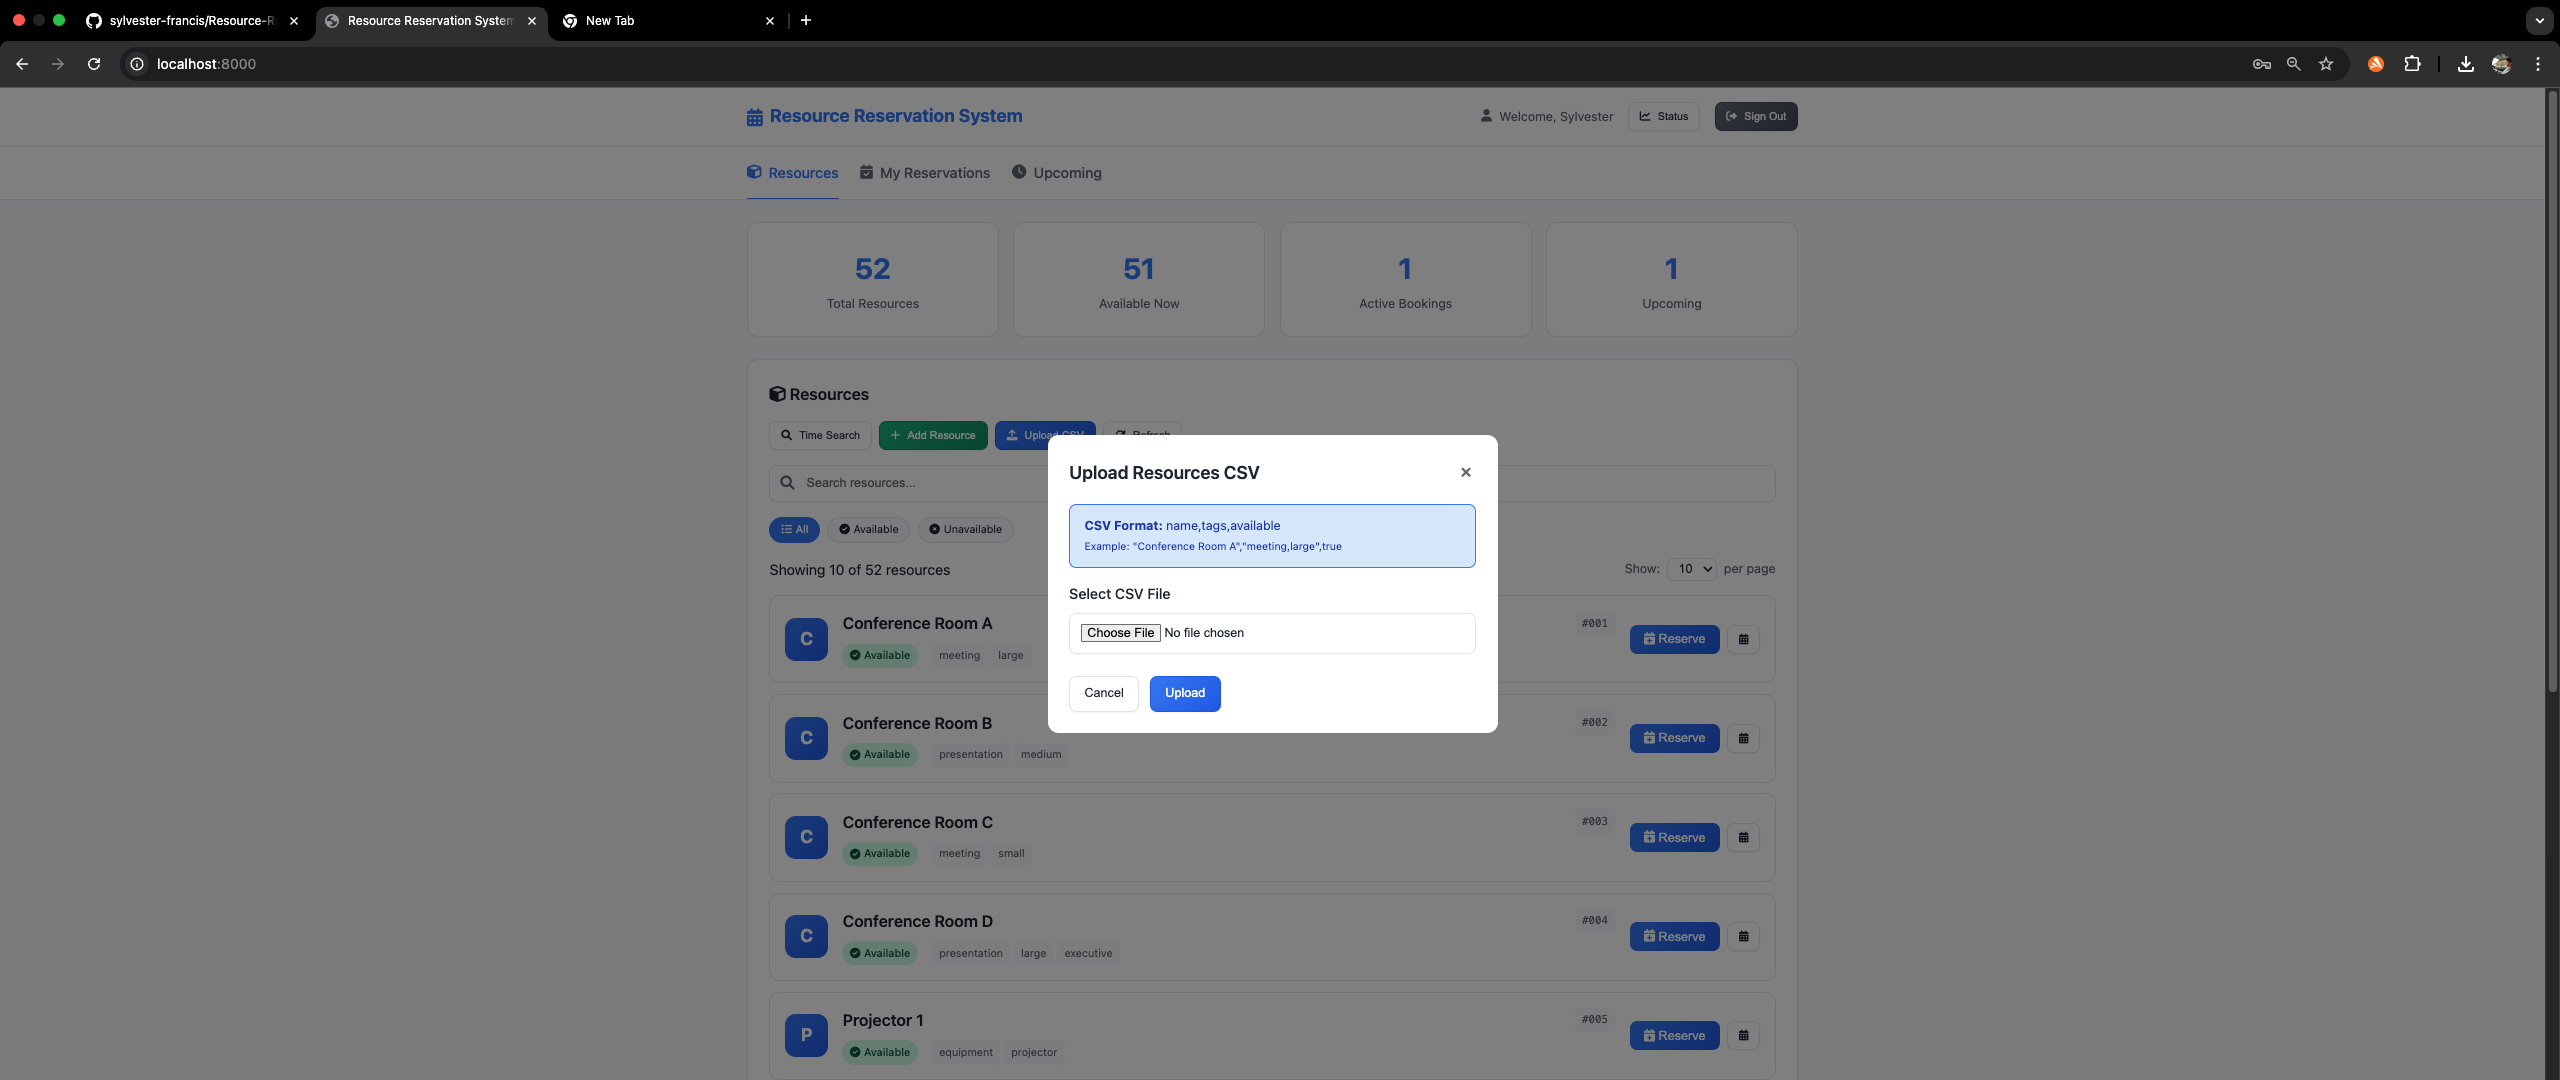 sylvester-francis/Resource-R
Resource Reservation System
New Tab
localhost:8000
Resource Reservation System
Welcome, Sylvester
Status
Sign Out
Resources
My Reservations
Upcoming
52
Total Resources
51
Available Now
1
Active Bookings
1
Upcoming
Resources
Time Search
Add Resource
Upload CSV
Refresh
Search resources...
All
Available
Unavailable
Showing 10 of 52 resources
Show: 10 per page
Upload Resources CSV
CSV Format: name,tags,available
Example: "Conference Room A","meeting,large",true
Select CSV File
Choose File No file chosen
Cancel
Upload
C
Conference Room A
Available meeting large
#001
Reserve
C
Conference Room B
Available presentation medium
#002
Reserve
C
Conference Room C
Available meeting small
#003
Reserve
C
Conference Room D
Available presentation large executive
#004
Reserve
P
Projector 1
Available equipment projector
#005
Reserve